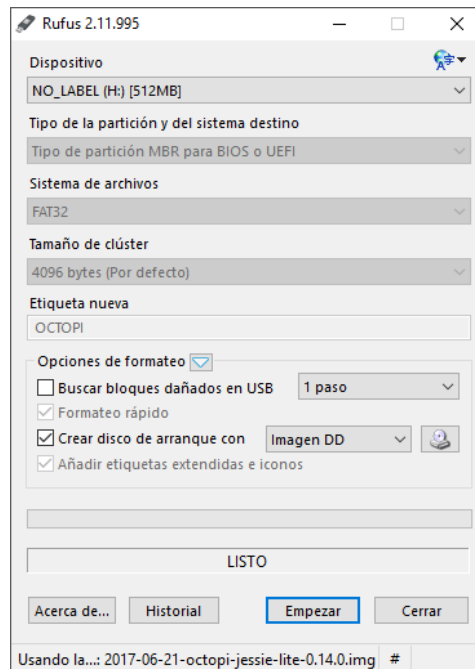 Rufus 2.11.995
Dispositivo
NO_LABEL (H:) [512MB]
Tipo de la partición y del sistema destino
Tipo de partición MBR para BIOS o UEFI
Sistema de archivos
FAT32
Tamaño de clúster
4096 bytes (Por defecto)
Etiqueta nueva
OCTOPI
Opciones de formateo
Buscar bloques dañados en USB 1 paso
Formateo rápido
Crear disco de arranque con Imagen DD
Añadir etiquetas extendidas e iconos
LISTO
Acerca de... Historial Empezar Cerrar
Usando la...: 2017-06-21-octopi-jessie-lite-0.14.0.img #